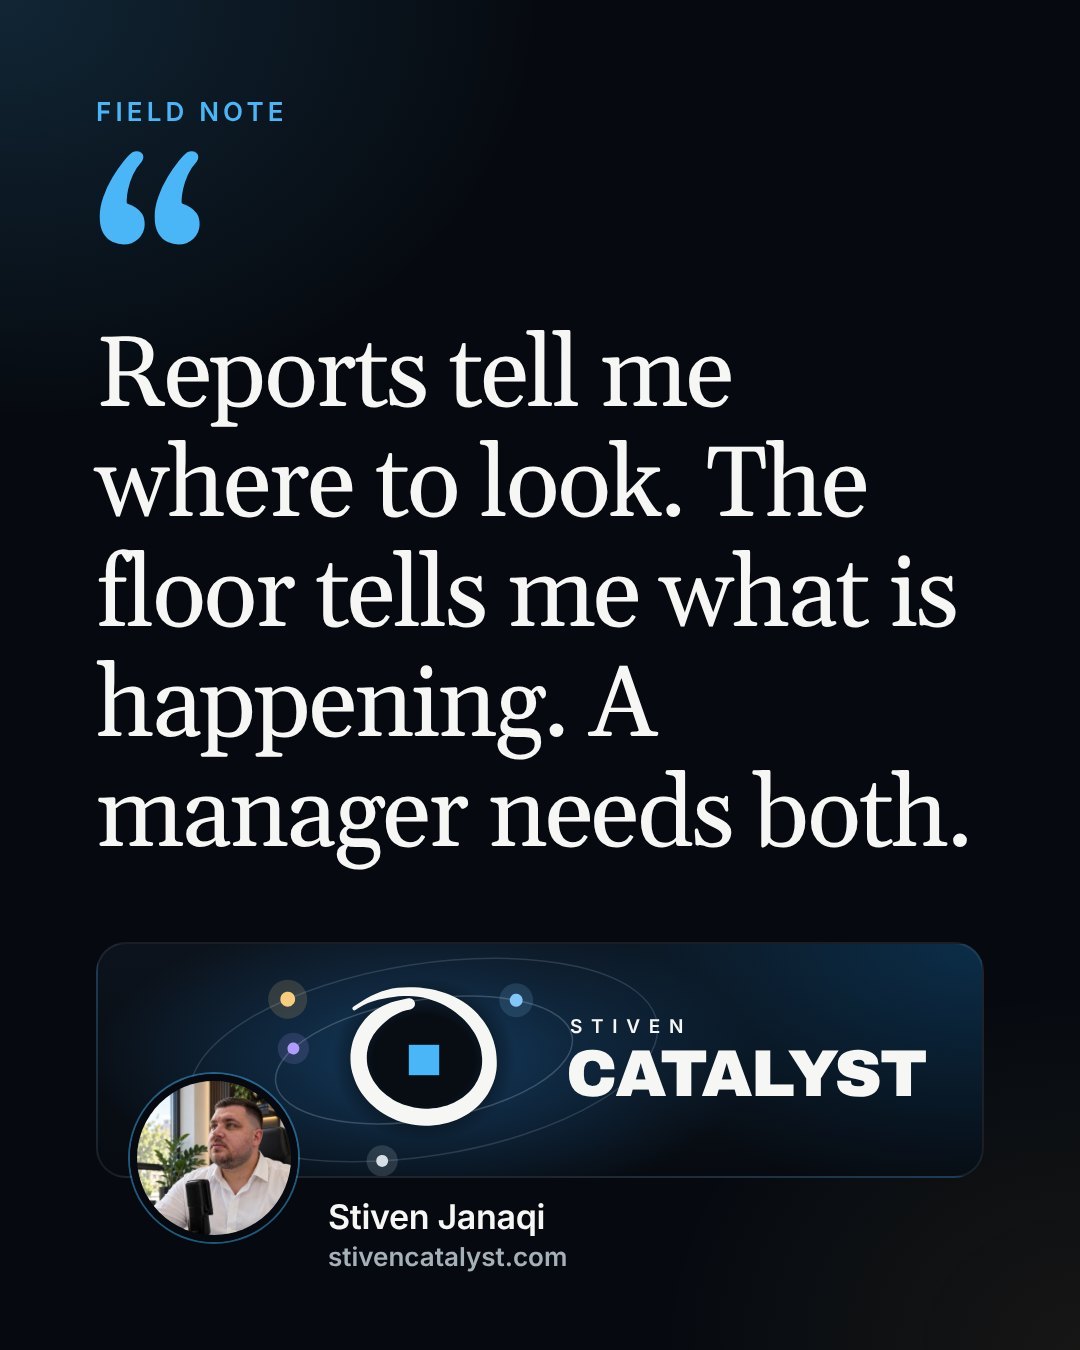 FIELD NOTE
“
Reports tell me
where to look. The
floor tells me what is
happening. A
manager needs both.
STIVEN
CATALYST
Stiven Janaqi
stivencatalyst.com